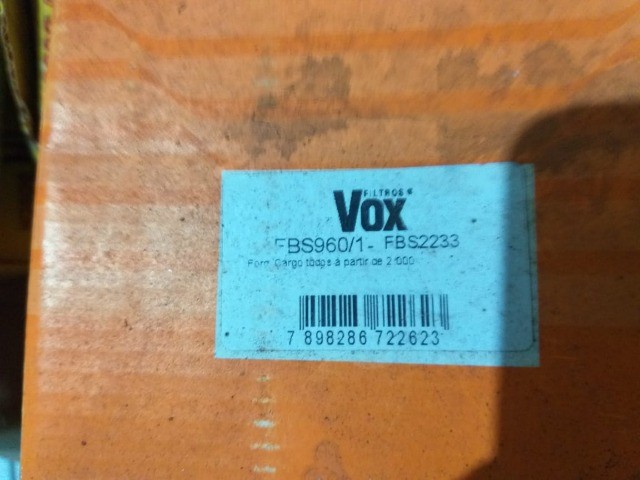 FILTROS
VOX
FBS960/1 - FBS2233
Ford Cargo todos a partir de 2.000
7 898286 722623